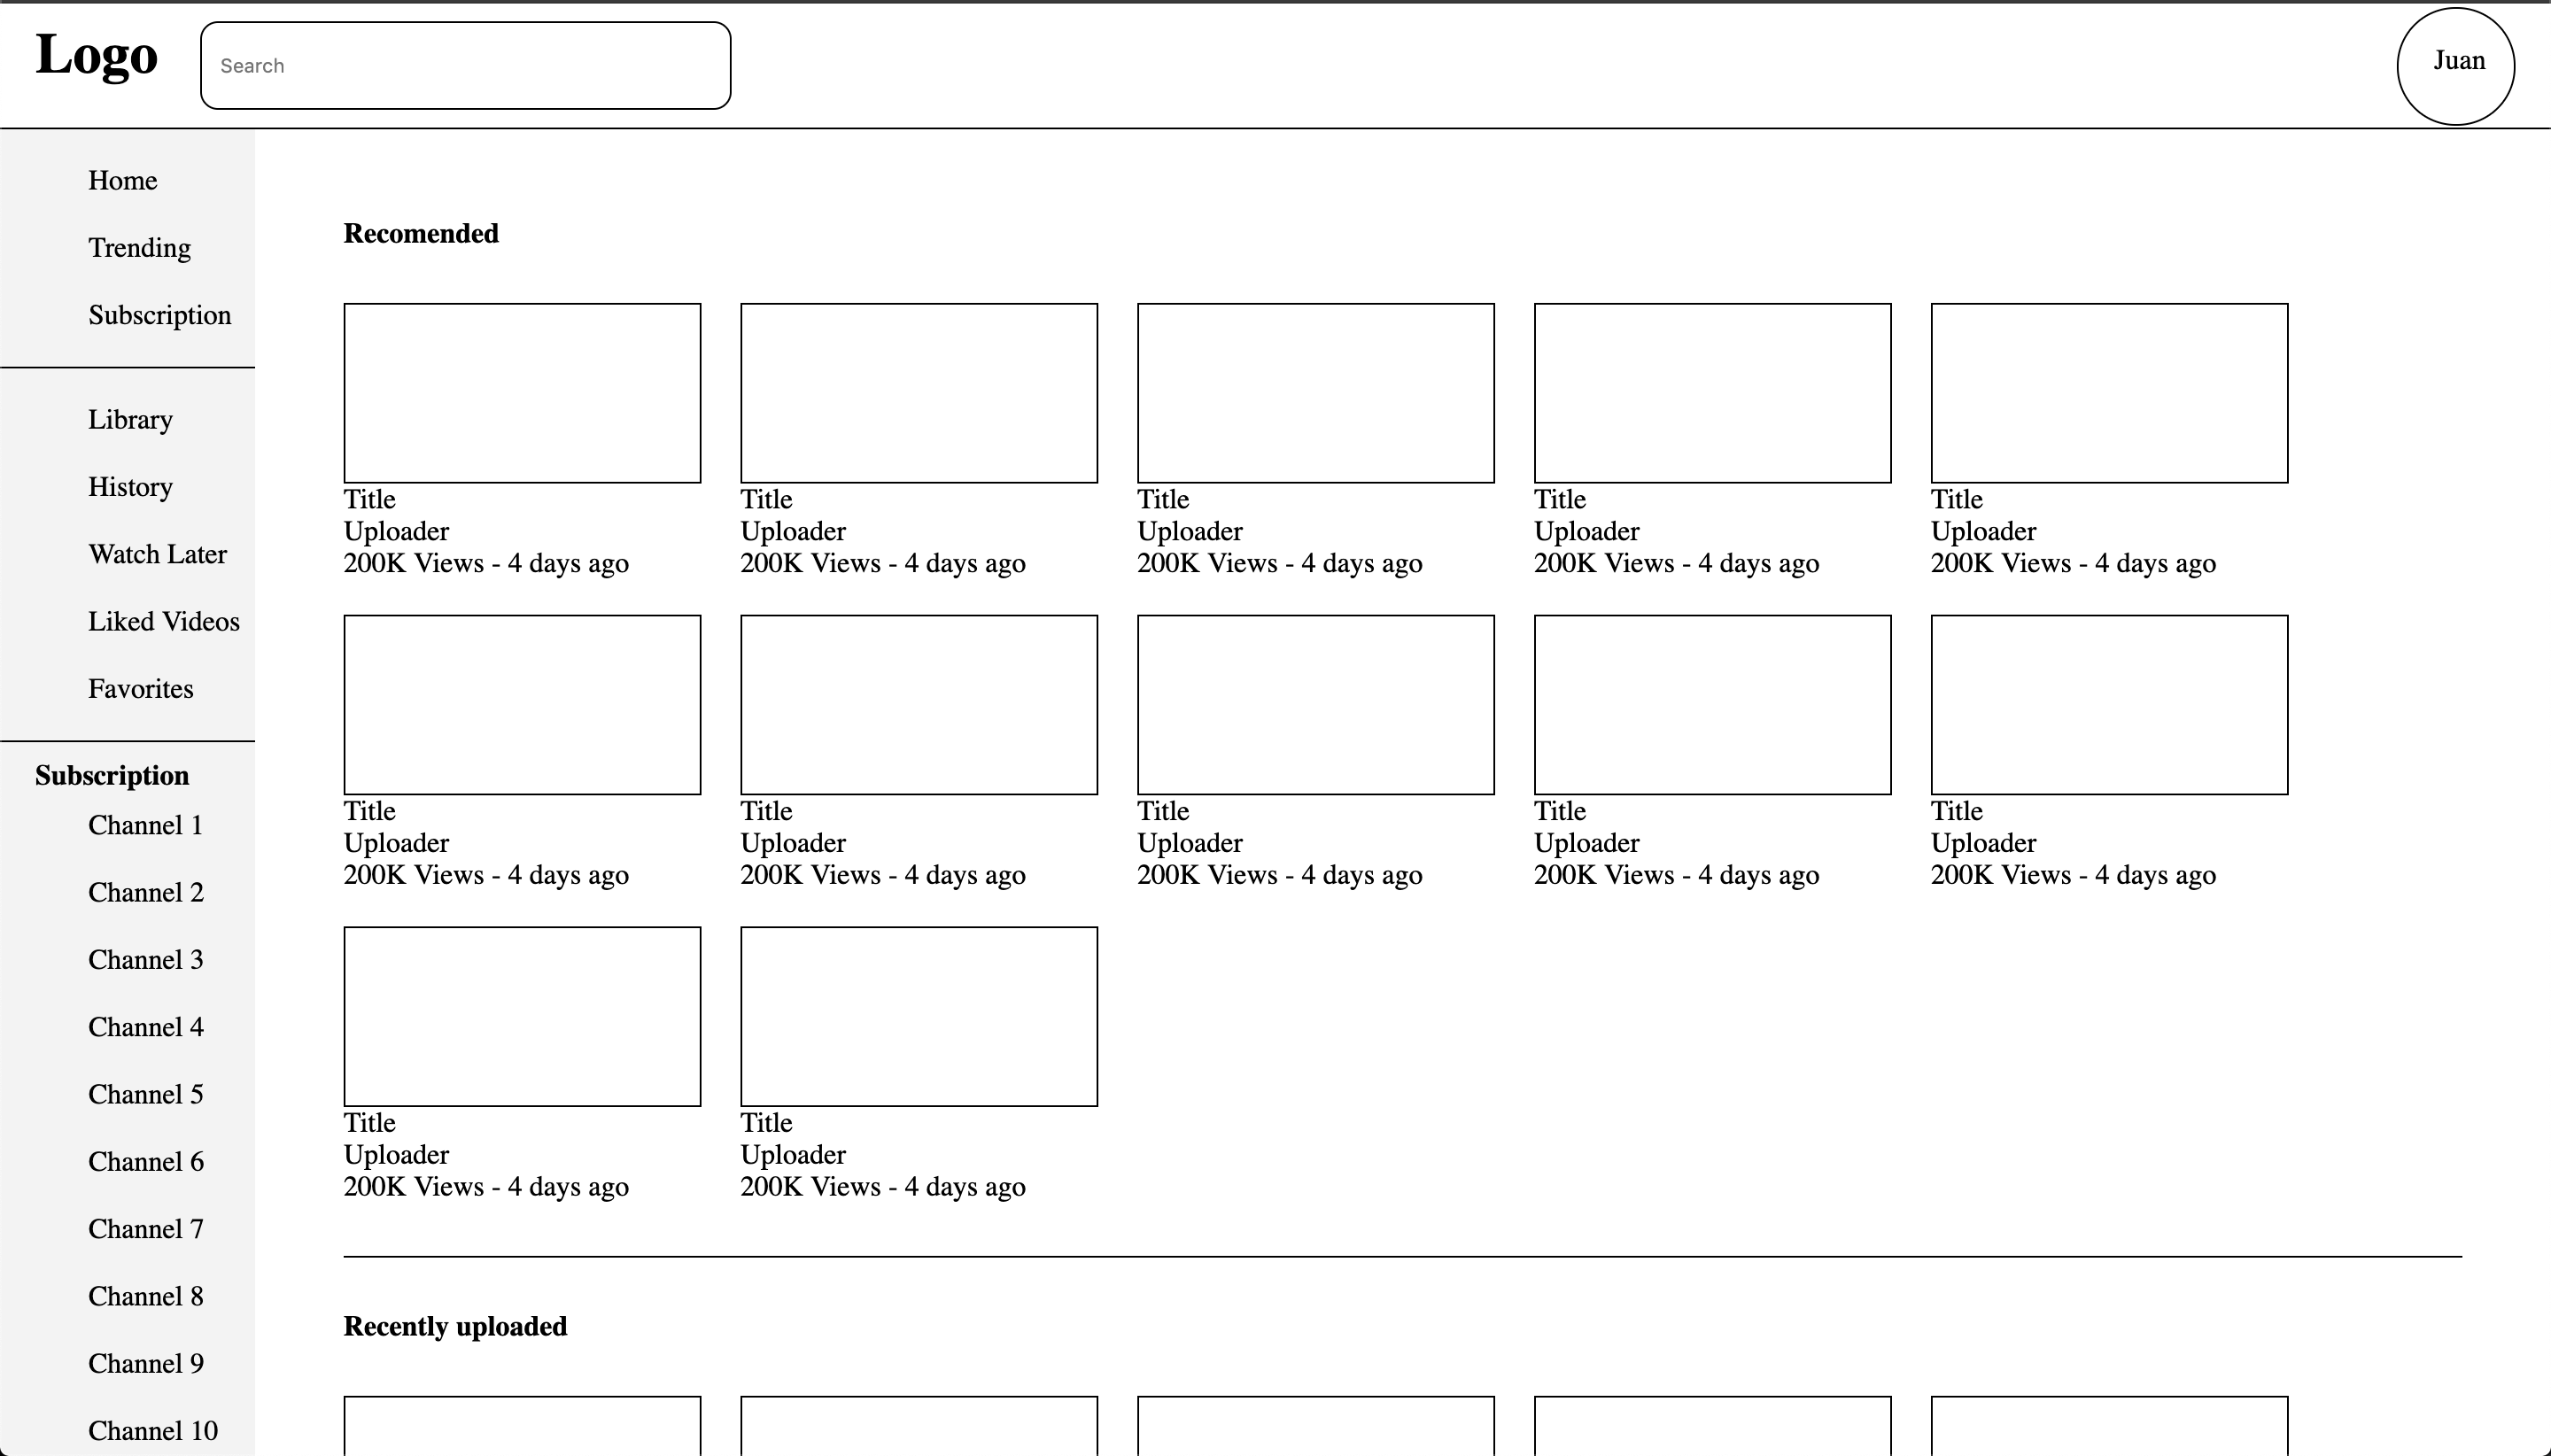 Logo
Search
Juan
Home
Trending
Subscription
Library
History
Watch Later
Liked Videos
Favorites
Subscription
Channel 1
Channel 2
Channel 3
Channel 4
Channel 5
Channel 6
Channel 7
Channel 8
Channel 9
Channel 10
Recomended
Title
Uploader
200K Views - 4 days ago
Title
Uploader
200K Views - 4 days ago
Title
Uploader
200K Views - 4 days ago
Title
Uploader
200K Views - 4 days ago
Title
Uploader
200K Views - 4 days ago
Title
Uploader
200K Views - 4 days ago
Title
Uploader
200K Views - 4 days ago
Title
Uploader
200K Views - 4 days ago
Title
Uploader
200K Views - 4 days ago
Title
Uploader
200K Views - 4 days ago
Title
Uploader
200K Views - 4 days ago
Title
Uploader
200K Views - 4 days ago
Recently uploaded